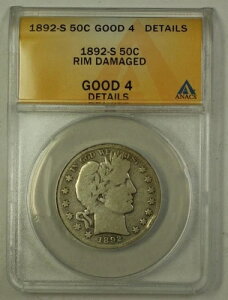 1892-S 50C GOOD 4 DETAILS
1892-S 50C
RIM DAMAGED
GOOD 4
DETAILS
ANACS
1892